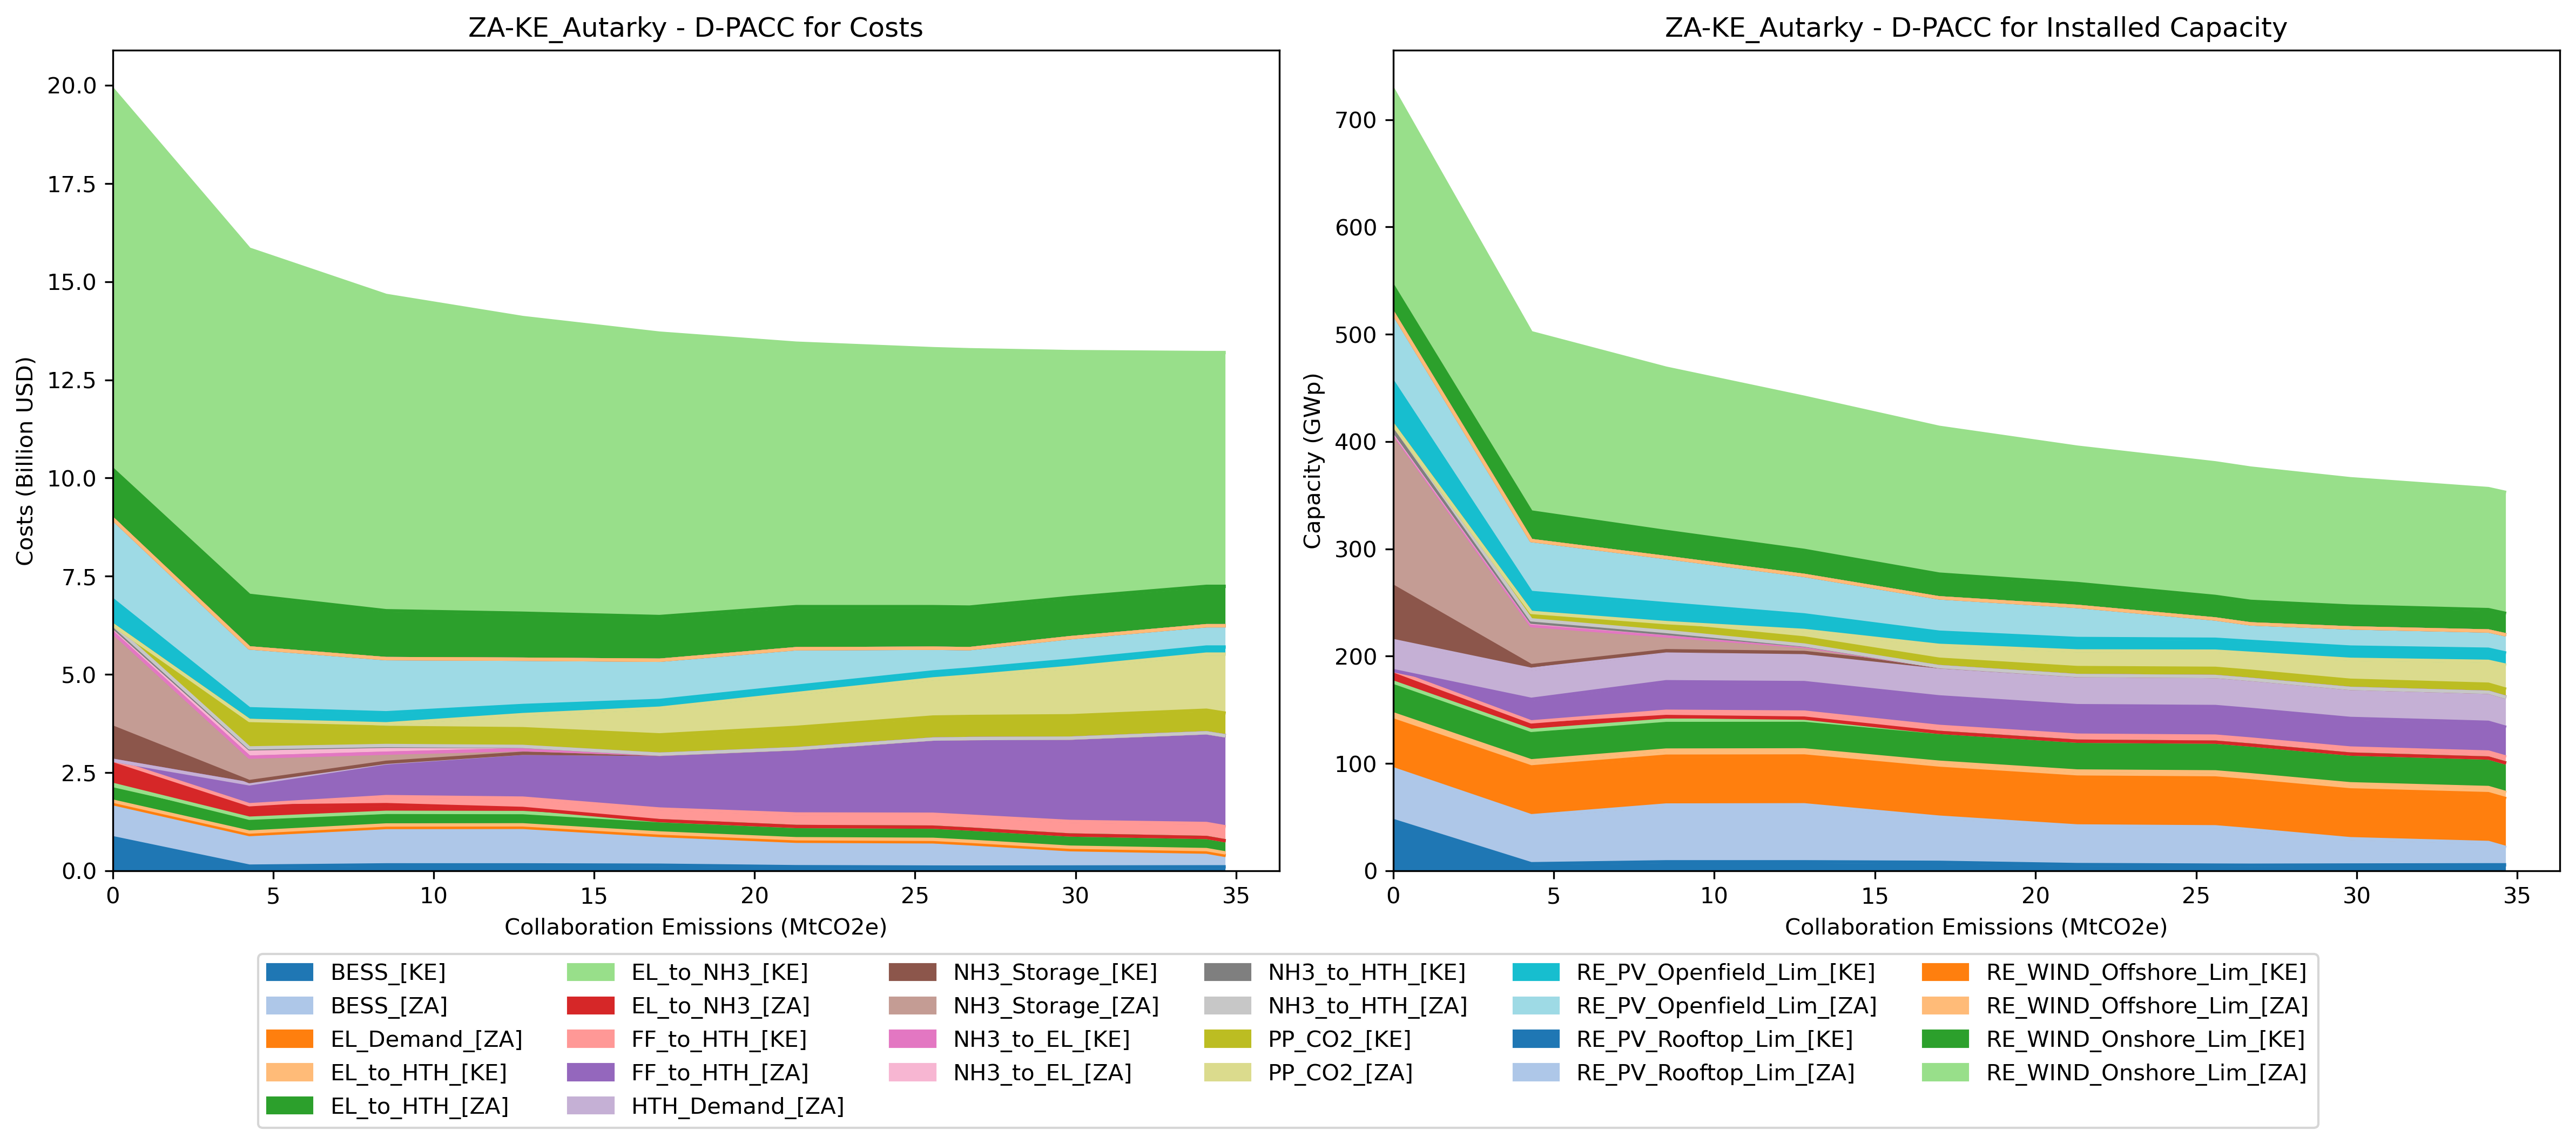 ZA-KE_Autarky - D-PACC for Costs
20.0
17.5
15.0
12.5
10.0
7.5
5.0
2.5
0.0
Costs (Billion USD)
0 5 10 15 20 25 30 35
Collaboration Emissions (MtCO2e)
ZA-KE_Autarky - D-PACC for Installed Capacity
700
600
500
400
300
200
100
0
Capacity (GWp)
0 5 10 15 20 25 30 35
Collaboration Emissions (MtCO2e)
BESS_[KE]
BESS_[ZA]
EL_Demand_[ZA]
EL_to_HTH_[KE]
EL_to_HTH_[ZA]
EL_to_NH3_[KE]
EL_to_NH3_[ZA]
FF_to_HTH_[KE]
FF_to_HTH_[ZA]
HTH_Demand_[ZA]
NH3_Storage_[KE]
NH3_Storage_[ZA]
NH3_to_EL_[KE]
NH3_to_EL_[ZA]
NH3_to_HTH_[KE]
NH3_to_HTH_[ZA]
PP_CO2_[KE]
PP_CO2_[ZA]
RE_PV_Openfield_Lim_[KE]
RE_PV_Openfield_Lim_[ZA]
RE_PV_Rooftop_Lim_[KE]
RE_PV_Rooftop_Lim_[ZA]
RE_WIND_Offshore_Lim_[KE]
RE_WIND_Offshore_Lim_[ZA]
RE_WIND_Onshore_Lim_[KE]
RE_WIND_Onshore_Lim_[ZA]